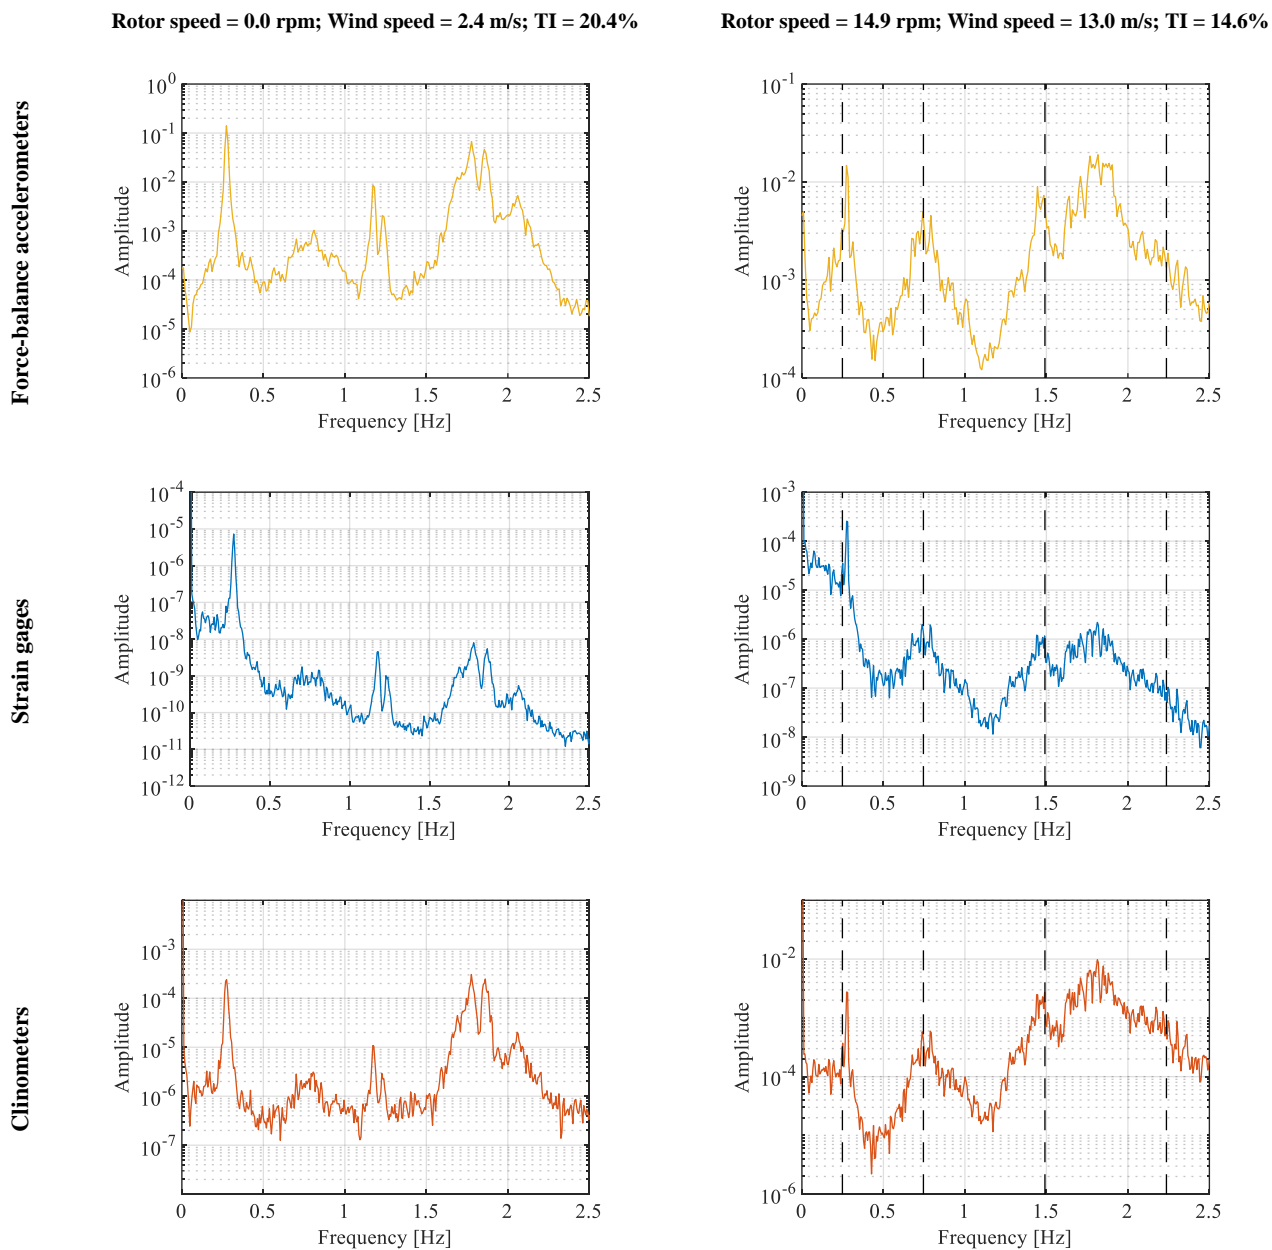 Rotor speed = 0.0 rpm; Wind speed = 2.4 m/s; TI = 20.4%
Rotor speed = 14.9 rpm; Wind speed = 13.0 m/s; TI = 14.6%
Force-balance accelerometers
Amplitude
10^0
10^-1
10^-2
10^-3
10^-4
10^-5
10^-6
0 0.5 1 1.5 2 2.5
Frequency [Hz]
Amplitude
10^-1
10^-2
10^-3
10^-4
0 0.5 1 1.5 2 2.5
Frequency [Hz]
Strain gages
Amplitude
10^-4
10^-5
10^-6
10^-7
10^-8
10^-9
10^-10
10^-11
10^-12
0 0.5 1 1.5 2 2.5
Frequency [Hz]
Amplitude
10^-3
10^-4
10^-5
10^-6
10^-7
10^-8
10^-9
0 0.5 1 1.5 2 2.5
Frequency [Hz]
Clinometers
Amplitude
10^-3
10^-4
10^-5
10^-6
10^-7
0 0.5 1 1.5 2 2.5
Frequency [Hz]
Amplitude
10^-2
10^-4
10^-6
0 0.5 1 1.5 2 2.5
Frequency [Hz]